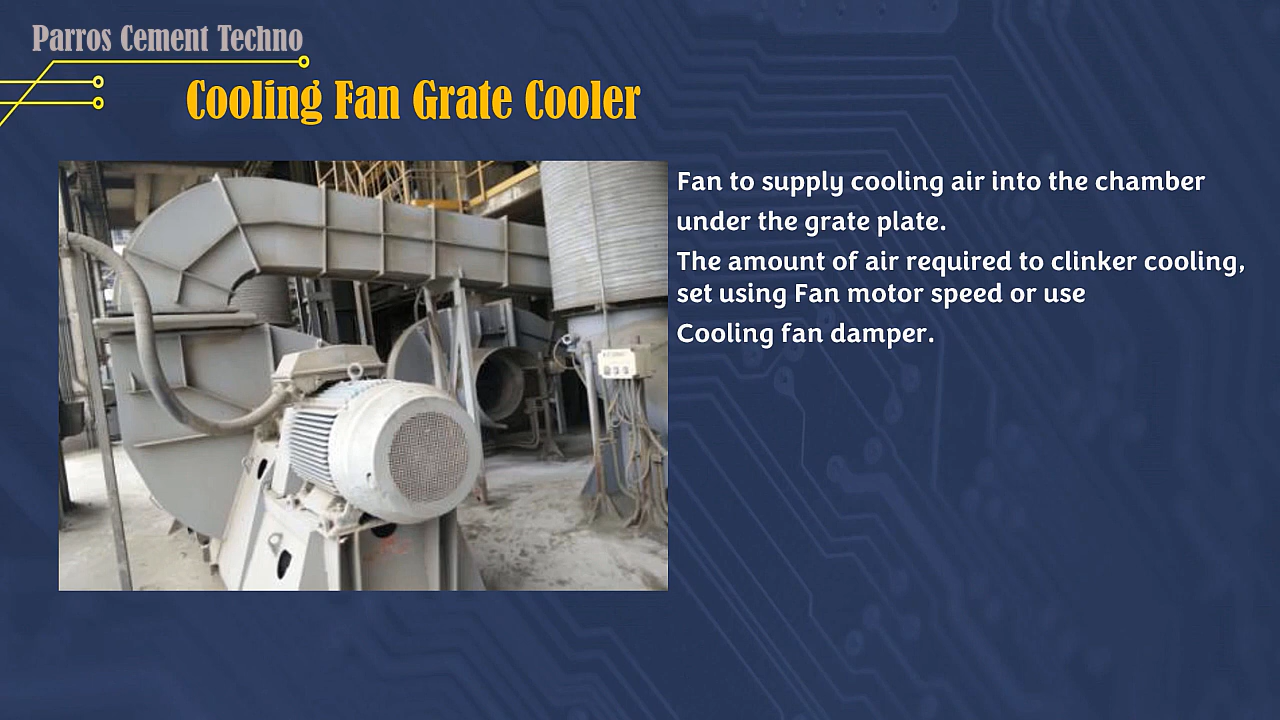 Parros Cement Techno
Cooling Fan Grate Cooler
Fan to supply cooling air into the chamber
under the grate plate.
The amount of air required to clinker cooling,
set using Fan motor speed or use
Cooling fan damper.